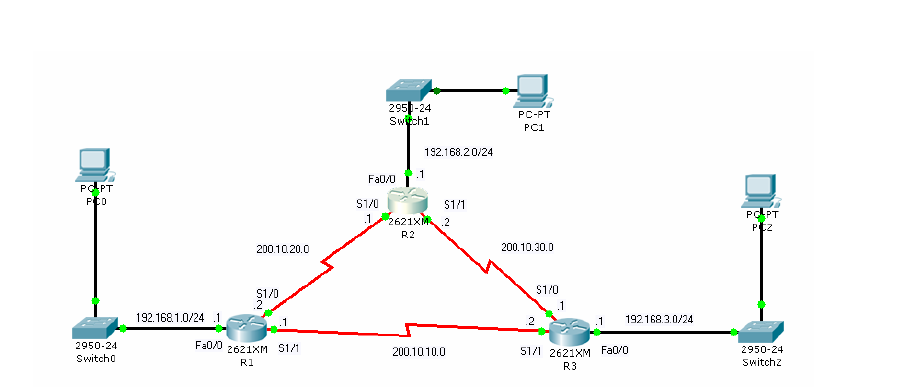 2950-24
Switch1
PC-PT
PC1
192.168.2.0/24
Fa0/0
.1
PC-PT
PC0
S1/0
S1/1
.1
.2
2621XM
R2
PC-PT
PC2
200.10.20.0
200.10.30.0
S1/0
.2
S1/0
.1
192.168.1.0/24
.1
.1
.2
.1
192.168.3.0/24
2950-24
Switch0
Fa0/0
2621XM
R1
S1/1
200.10.10.0
S1/1
2621XM
R3
Fa0/0
2950-24
Switch2